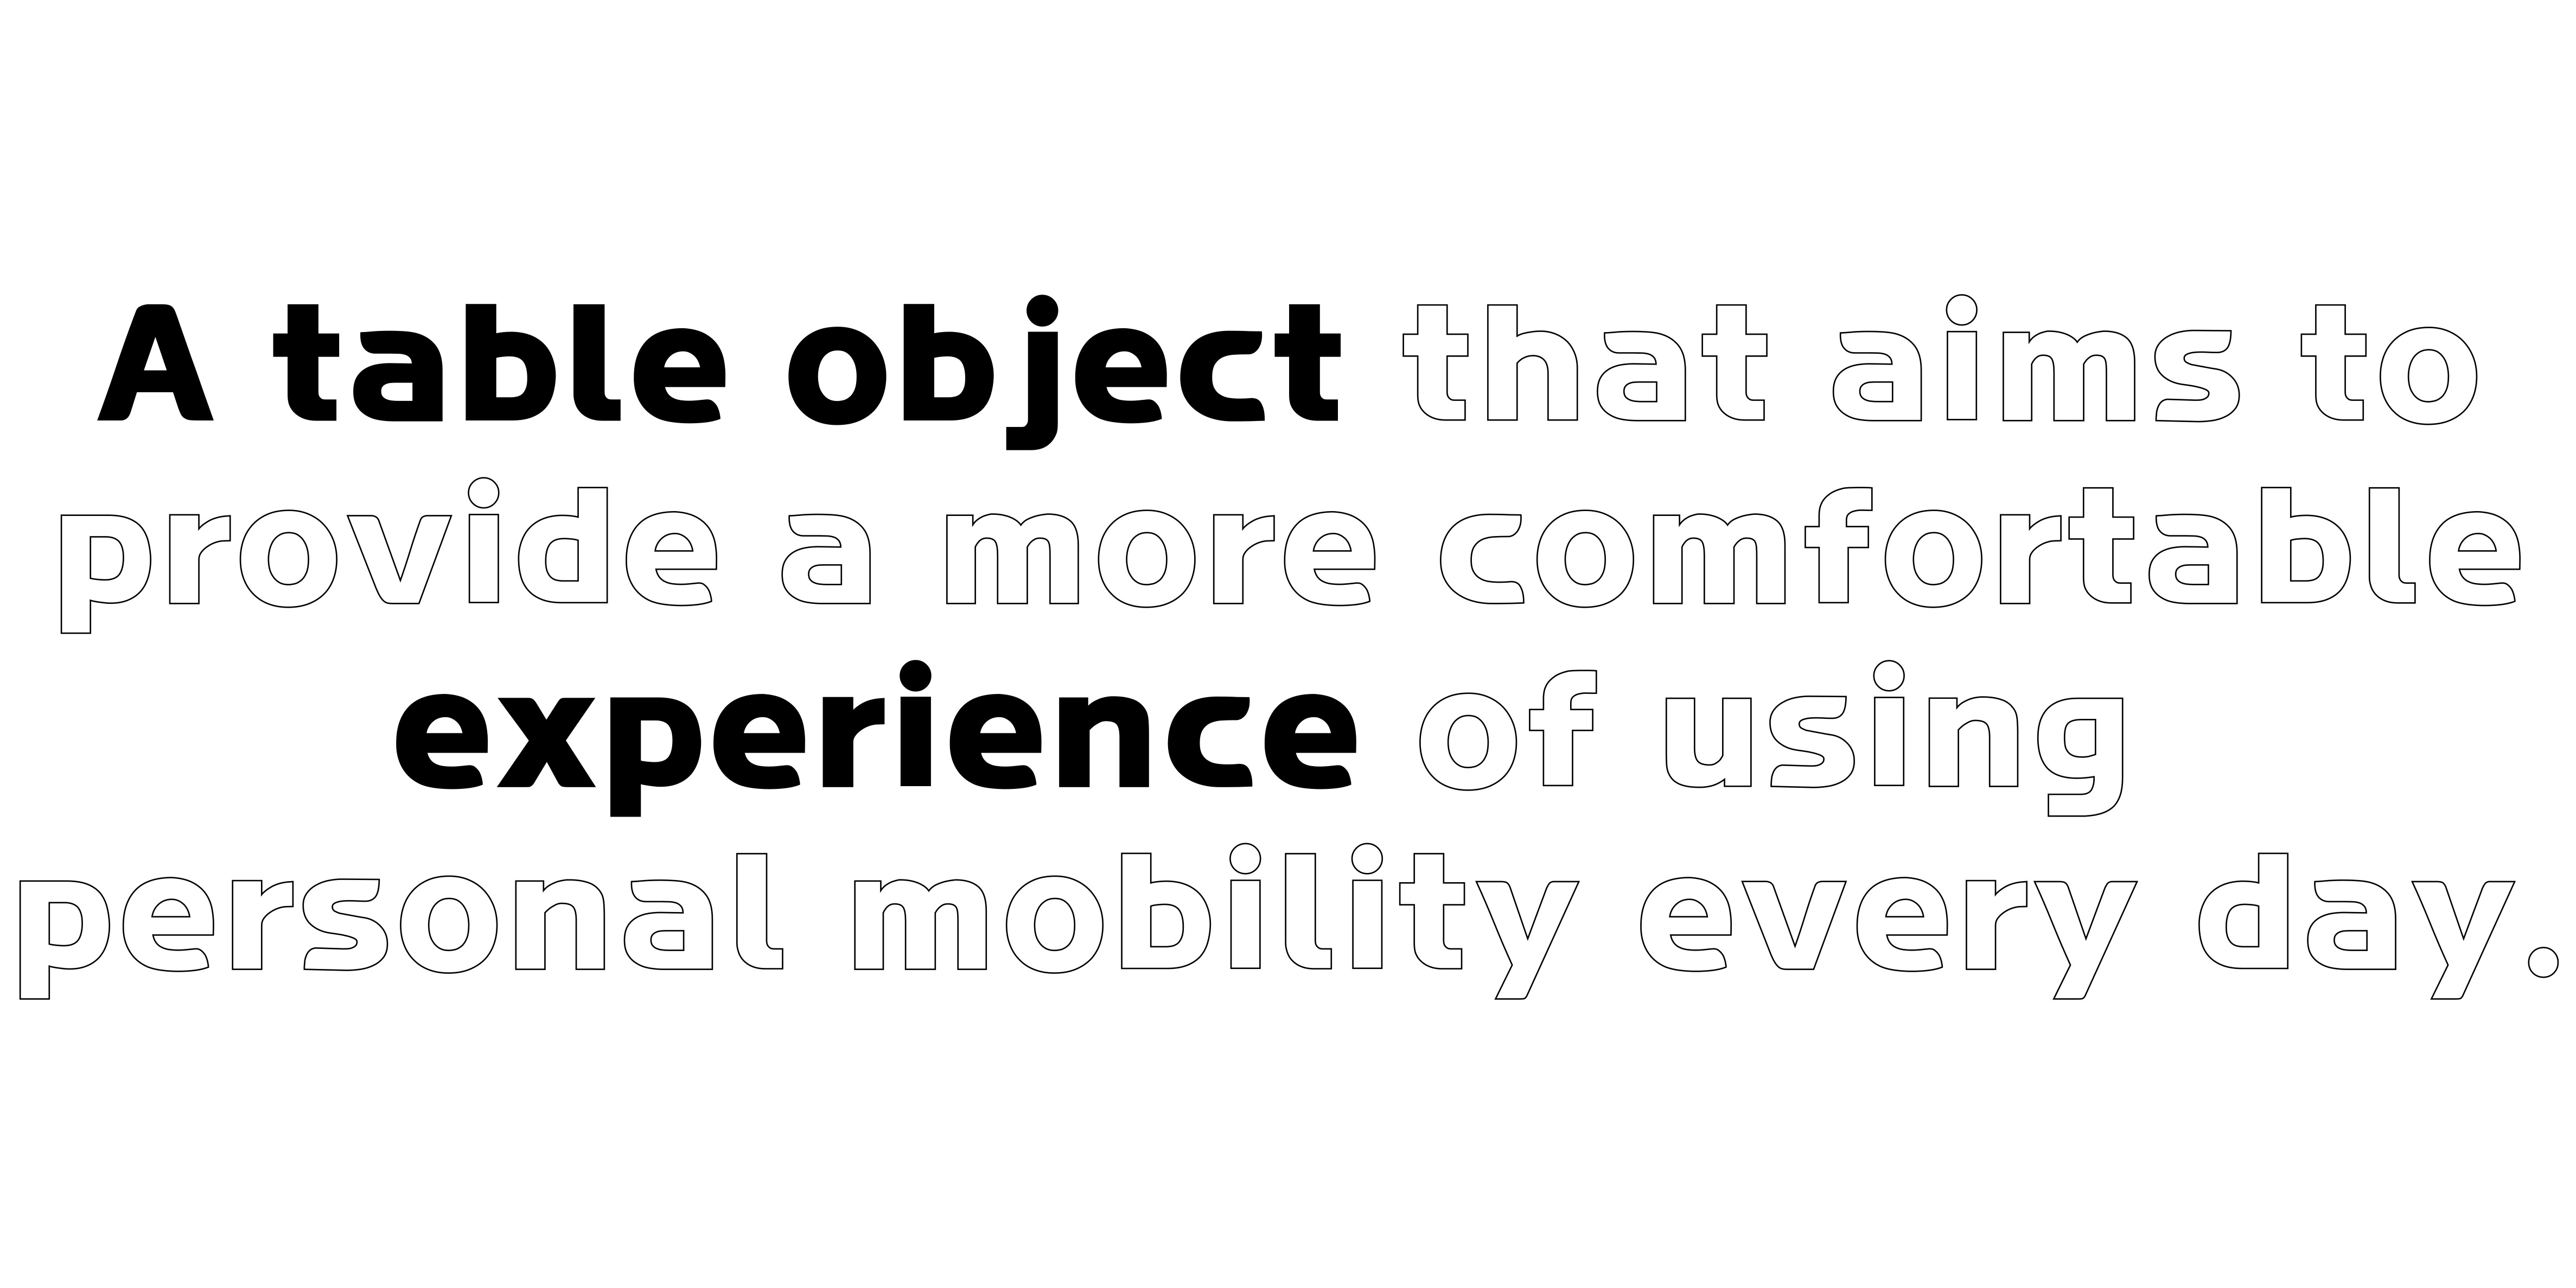 A table object that aims to
provide a more comfortable
experience of using
personal mobility every day.